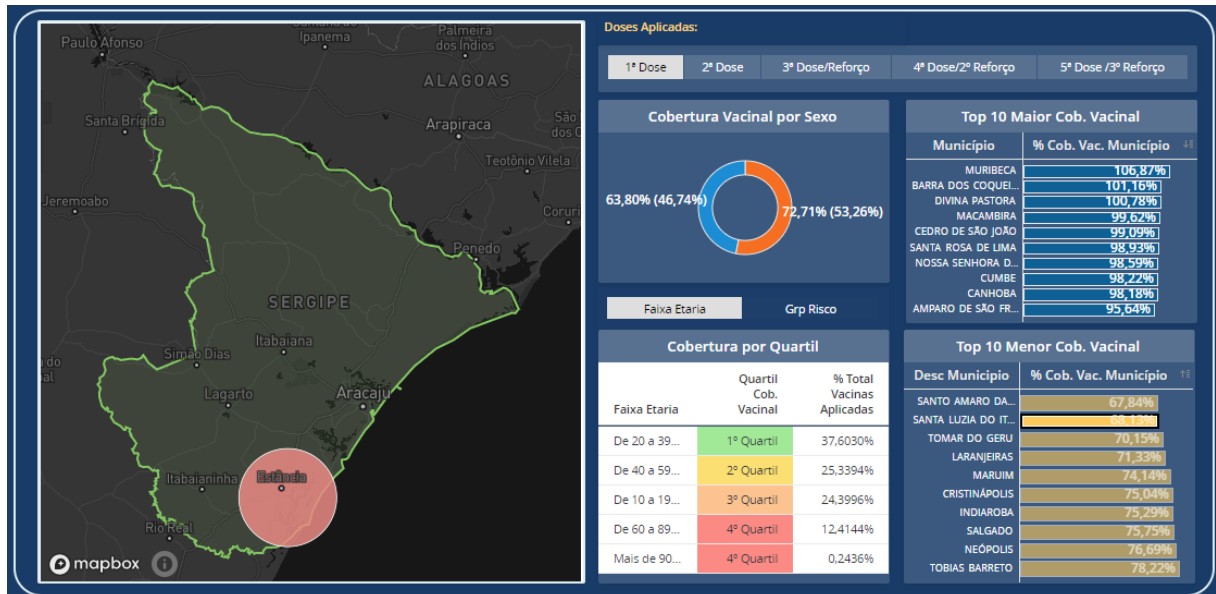 Paulo Afonso
Ipanema
Palmeira
dos Índios
ALAGOAS
Santa Brígida
Arapiraca
São
dos C
Teotônio Vilela
Jeremoabo
Coruri
Penedo
SERGIPE
Itabaiana
Simão Dias
Lagarto
Aracaju
Itabaianinha
Estância
Rio Real
mapbox
Doses Aplicadas:
1ª Dose
2ª Dose
3ª Dose/Reforço
4ª Dose/2º Reforço
5ª Dose /3º Reforço
Cobertura Vacinal por Sexo
63,80% (46,74%)
72,71% (53,26%)
Top 10 Maior Cob. Vacinal
Município % Cob. Vac. Município
MURIBECA 106,87%
BARRA DOS COQUEI... 101,16%
DIVINA PASTORA 100,78%
MACAMBIRA 99,62%
CEDRO DE SÃO JOÃO 99,09%
SANTA ROSA DE LIMA 98,93%
NOSSA SENHORA D... 98,59%
CUMBE 98,22%
CANHOBA 98,18%
AMPARO DE SÃO FR... 95,64%
Faixa Etaria
Grp Risco
Cobertura por Quartil
Faixa Etaria
Quartil
Cob.
Vacinal
% Total
Vacinas
Aplicadas
De 20 a 39... 1º Quartil 37,6030%
De 40 a 59... 2º Quartil 25,3394%
De 10 a 19... 3º Quartil 24,3996%
De 60 a 89... 4º Quartil 12,4144%
Mais de 90... 4º Quartil 0,2436%
Top 10 Menor Cob. Vacinal
Desc Municipio % Cob. Vac. Município
SANTO AMARO DA... 67,84%
SANTA LUZIA DO IT... 68,13%
TOMAR DO GERU 70,15%
LARANJEIRAS 71,33%
MARUIM 74,14%
CRISTINÁPOLIS 75,04%
INDIAROBA 75,29%
SALGADO 75,75%
NEÓPOLIS 76,69%
TOBIAS BARRETO 78,22%